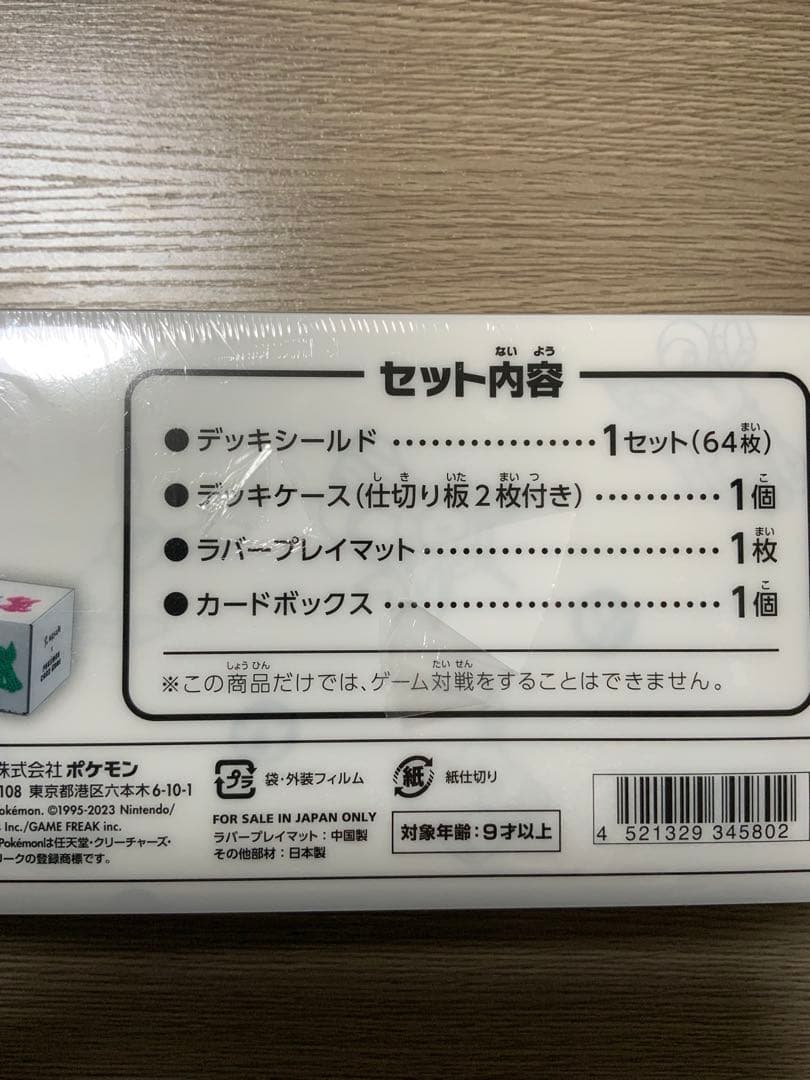 セット内容
● デッキシールド ‥‥‥‥‥‥‥‥ 1セット(64枚)
● デッキケース(仕切り板2枚付き) ‥‥‥‥‥ 1個
● ラバープレイマット ‥‥‥‥‥‥‥‥‥‥‥‥‥‥ 1枚
● カードボックス ‥‥‥‥‥‥‥‥‥‥‥‥‥‥‥‥ 1個
※この商品だけでは、ゲーム対戦をすることはできません。
株式会社 ポケモン
108 東京都港区六本木6-10-1
Pokémon. ©1995-2023 Nintendo/
Inc./GAME FREAK inc.
Pokémonは任天堂・クリーチャーズ・
リークの登録商標です。
プラ 袋・外装フィルム
紙 紙仕切り
FOR SALE IN JAPAN ONLY
ラバープレイマット：中国製
その他部材：日本製
対象年齢：9才以上
4 521329 345802